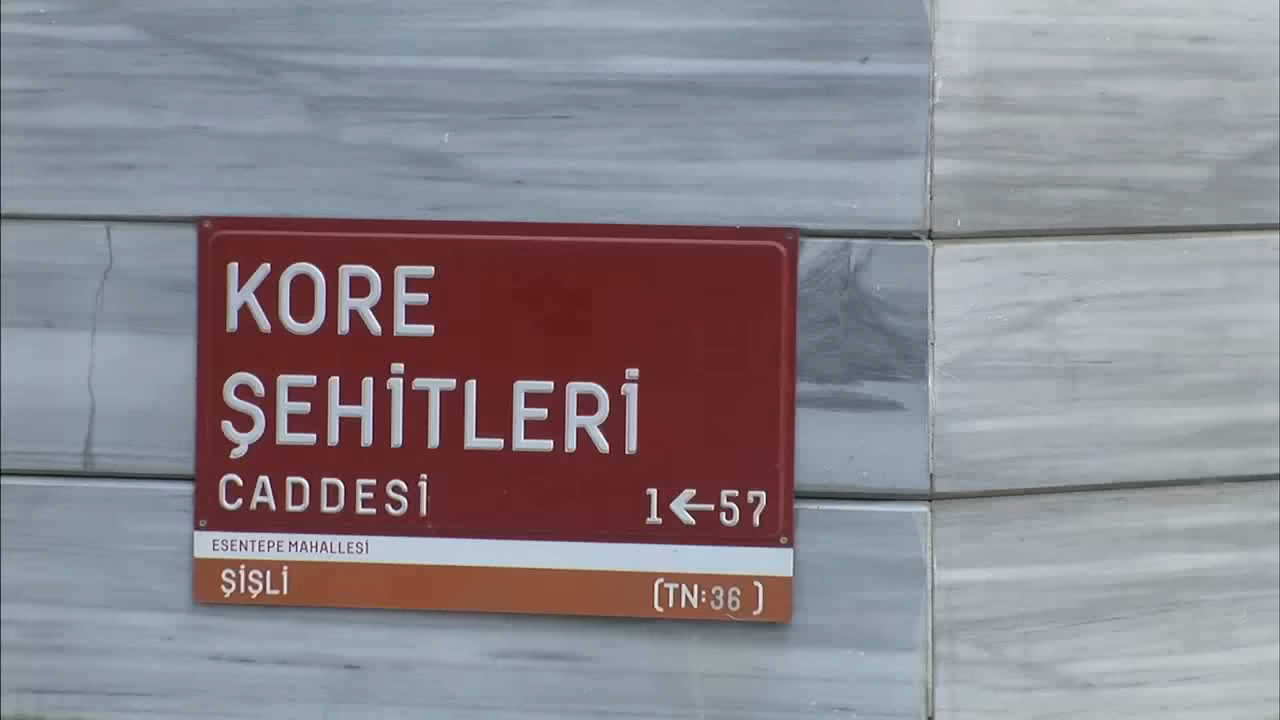 KORE
ŞEHİTLERİ
CADDESİ 1←57
ESENTEPE MAHALLESİ
ŞİŞLİ (TN:36 )